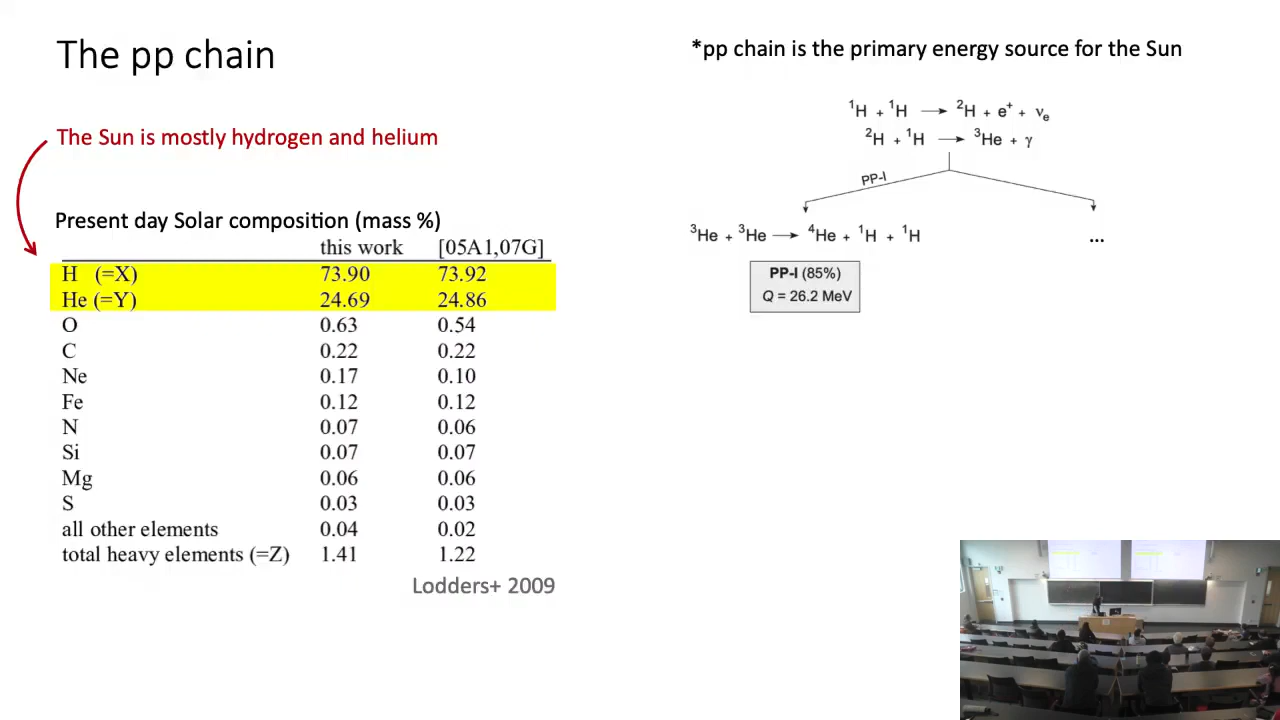 The pp chain
The Sun is mostly hydrogen and helium
Present day Solar composition (mass %)
this work [05A1,07G]
H (=X) 73.90 73.92
He (=Y) 24.69 24.86
O 0.63 0.54
C 0.22 0.22
Ne 0.17 0.10
Fe 0.12 0.12
N 0.07 0.06
Si 0.07 0.07
Mg 0.06 0.06
S 0.03 0.03
all other elements 0.04 0.02
total heavy elements (=Z) 1.41 1.22
Lodders+ 2009
*pp chain is the primary energy source for the Sun
¹H + ¹H → ²H + e⁺ + νₑ
²H + ¹H → ³He + γ
PP-I
³He + ³He → ⁴He + ¹H + ¹H
...
PP-I (85%)
Q = 26.2 MeV